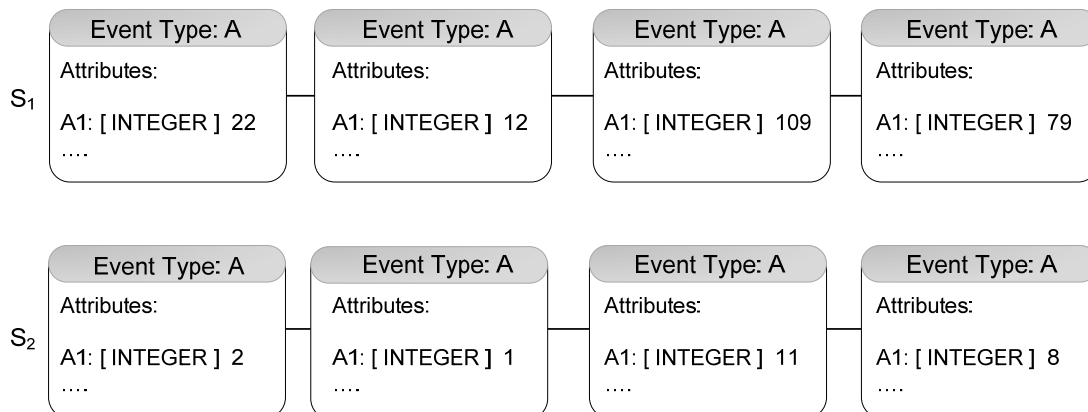 S1
Event Type: A
Attributes:
A1: [ INTEGER ] 22
....
Event Type: A
Attributes:
A1: [ INTEGER ] 12
....
Event Type: A
Attributes:
A1: [ INTEGER ] 109
....
Event Type: A
Attributes:
A1: [ INTEGER ] 79
....
S2
Event Type: A
Attributes:
A1: [ INTEGER ] 2
....
Event Type: A
Attributes:
A1: [ INTEGER ] 1
....
Event Type: A
Attributes:
A1: [ INTEGER ] 11
....
Event Type: A
Attributes:
A1: [ INTEGER ] 8
....